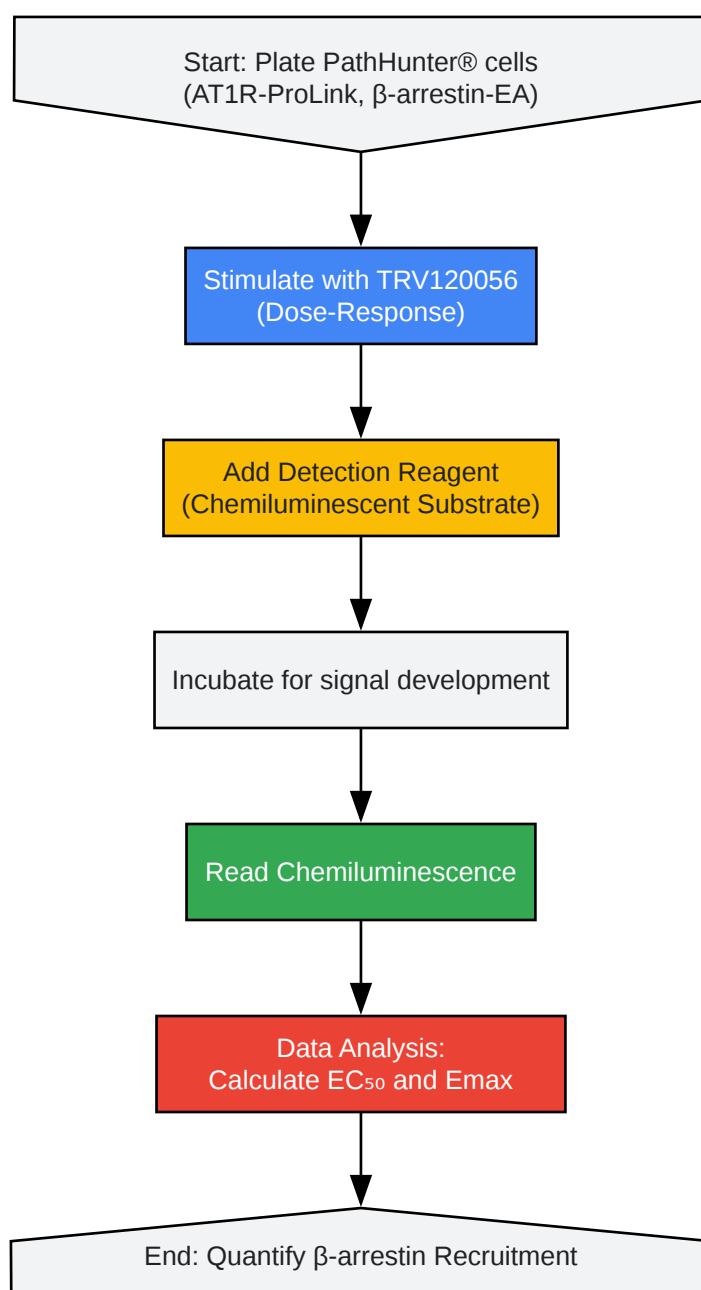 Start: Plate PathHunter® cells
(AT1R-ProLink, β-arrestin-EA)
Stimulate with TRV120056
(Dose-Response)
Add Detection Reagent
(Chemiluminescent Substrate)
Incubate for signal development
Read Chemiluminescence
Data Analysis:
Calculate EC₅₀ and Emax
End: Quantify β-arrestin Recruitment